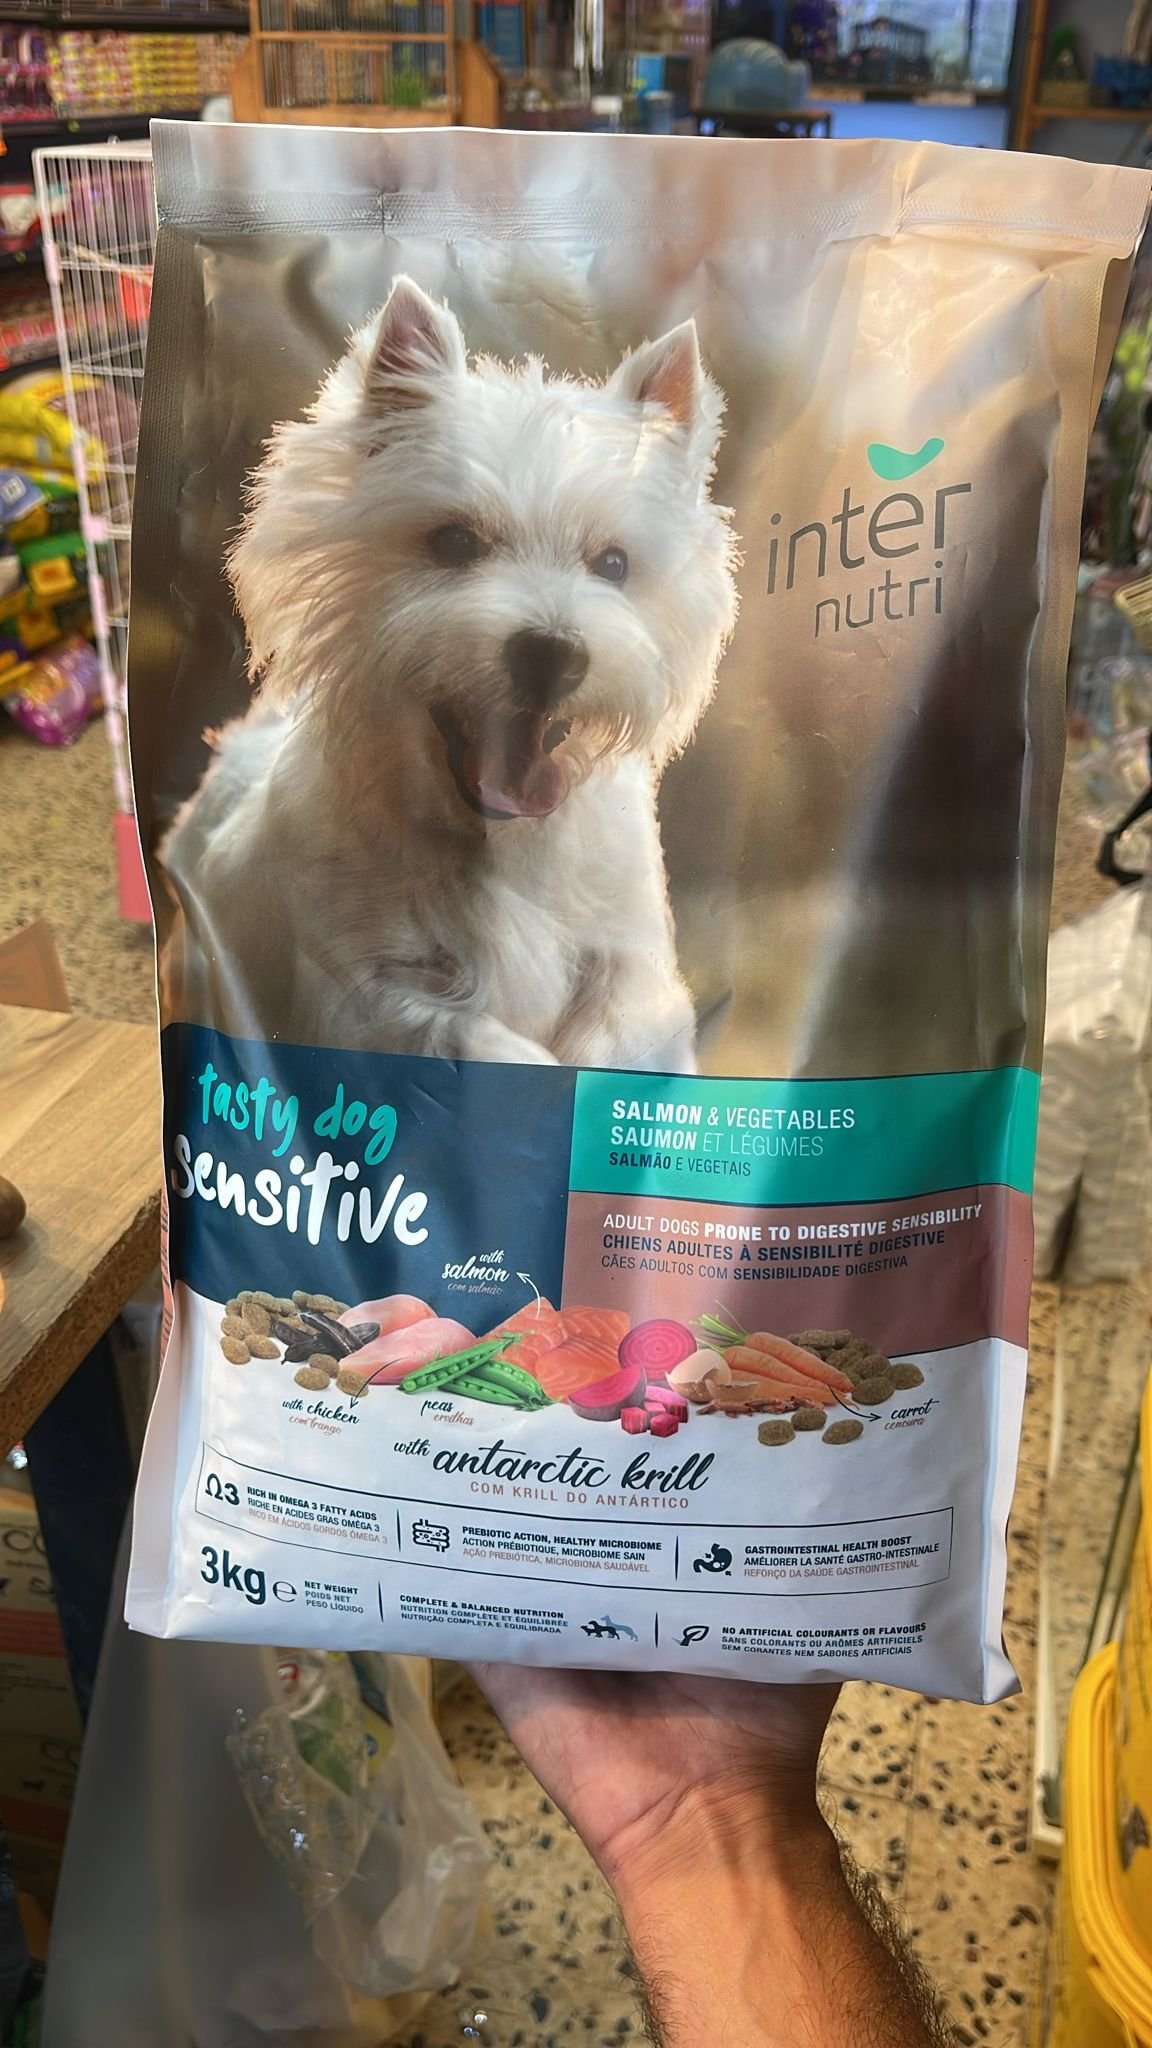 intër
nutri
tasty dog
sensitive
SALMON & VEGETABLES
SAUMON ET LÉGUMES
SALMÃO E VEGETAIS
ADULT DOGS PRONE TO DIGESTIVE SENSIBILITY
CHIENS ADULTES À SENSIBILITÉ DIGESTIVE
CÃES ADULTOS COM SENSIBILIDADE DIGESTIVA
with
salmon
com salmão
with chicken
com frango
peas
ervilhas
carrot
cenoura
with antarctic krill
COM KRILL DO ANTÁRTICO
Ω3
RICH IN OMEGA 3 FATTY ACIDS
RICHE EN ACIDES GRAS OMÉGA 3
RICO EM ÁCIDOS GORDOS ÓMEGA 3
PREBIOTIC ACTION, HEALTHY MICROBIOME
ACTION PRÉBIOTIQUE, MICROBIOME SAIN
AÇÃO PREBIÓTICA, MICROBIONA SAUDÁVEL
GASTROINTESTINAL HEALTH BOOST
AMÉLIORER LA SANTÉ GASTRO-INTESTINALE
REFORÇO DA SAÚDE GASTROINTESTINAL
3kg ℮
NET WEIGHT
POIDS NET
PESO LÍQUIDO
COMPLETE & BALANCED NUTRITION
NUTRITION COMPLÈTE ET ÉQUILIBRÉE
NUTRIÇÃO COMPLETA E EQUILIBRADA
NO ARTIFICIAL COLOURANTS OR FLAVOURS
SANS COLORANTS OU ARÔMES ARTIFICIELS
SEM CORANTES NEM SABORES ARTIFICIAIS